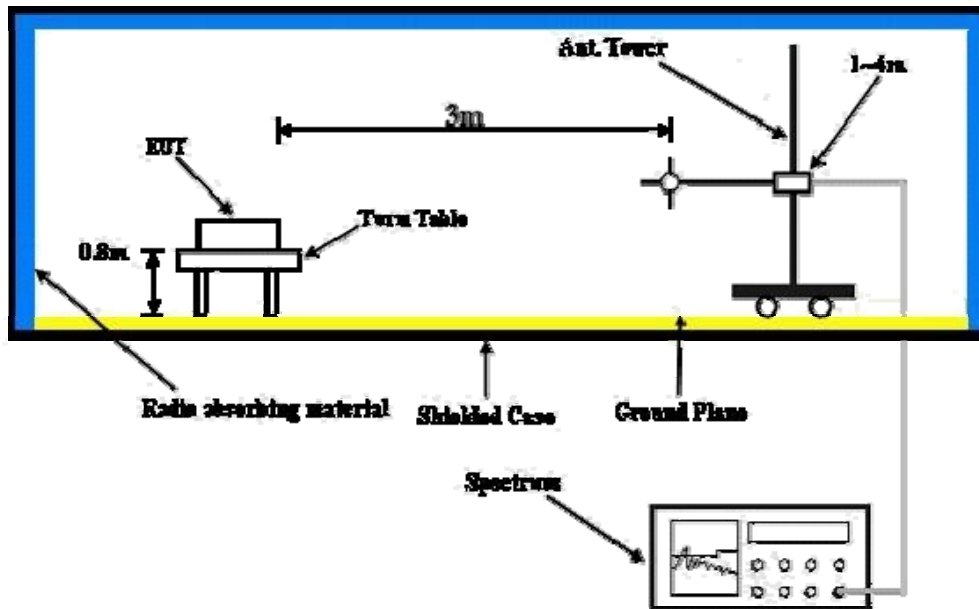 Ant. Tower
1~4m
3m
EUT
Turn Table
0.8m
Radio absorbing material
Shielded Case
Ground Plane
Spectrum